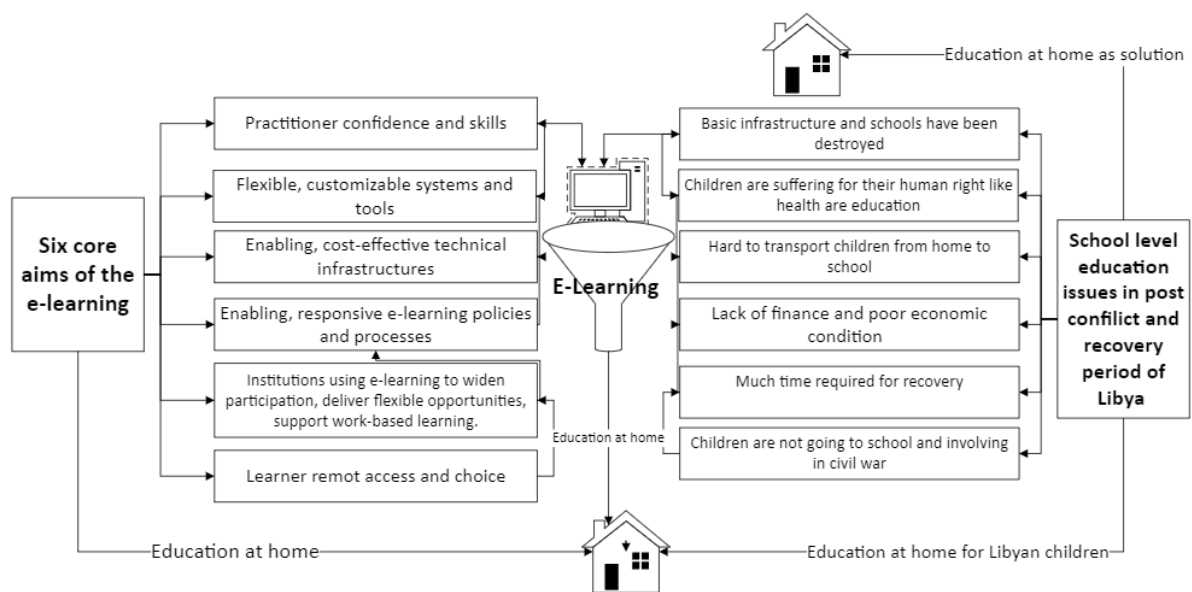 Education at home as solution
Six core
aims of the
e-learning
Practitioner confidence and skills
Flexible, customizable systems and
tools
Enabling, cost-effective technical
infrastructures
Enabling, responsive e-learning policies
and processes
Institutions using e-learning to widen
participation, deliver flexible opportunities,
support work-based learning.
Learner remot access and choice
E-Learning
Education at home
Basic infrastructure and schools have been
destroyed
Children are suffering for their human right like
health are education
Hard to transport children from home to
school
Lack of finance and poor economic
condition
Much time required for recovery
Children are not going to school and involving
in civil war
School level
education
issues in post
confilict and
recovery
period of
Libya
Education at home
Education at home for Libyan children